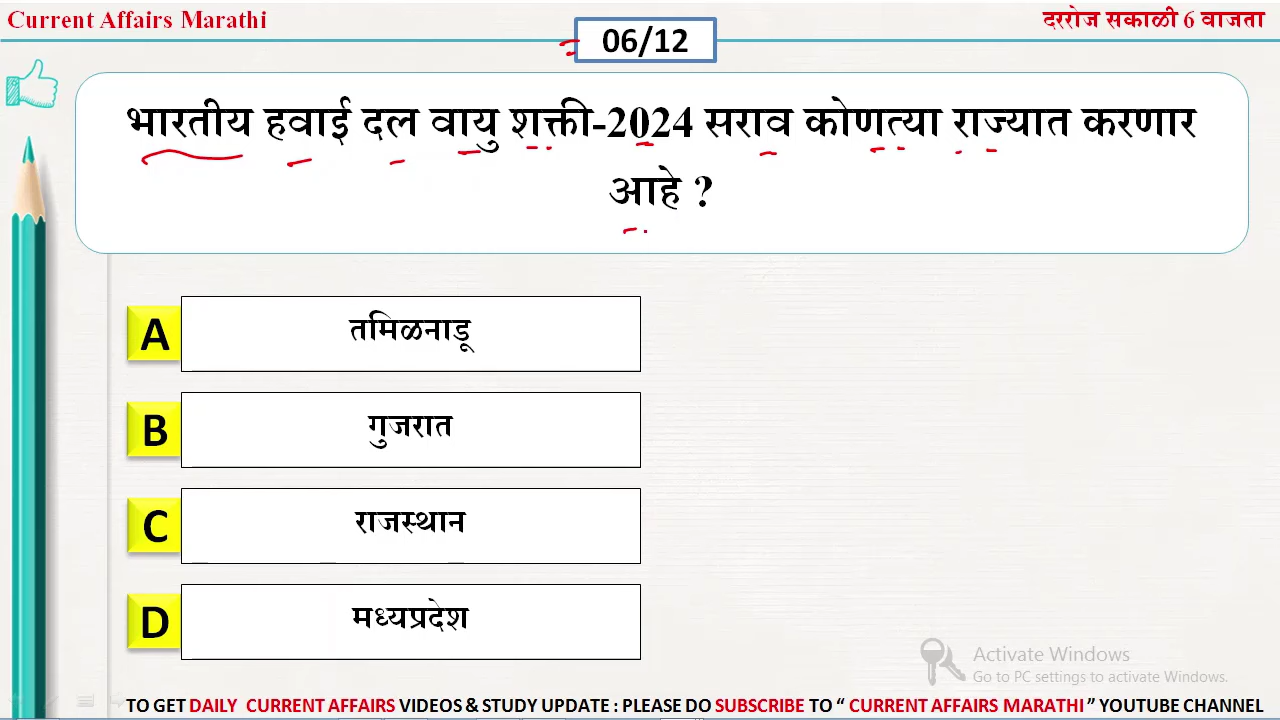 Current Affairs Marathi
दररोज सकाळी 6 वाजता
06/12
भारतीय हवाई दल वायु शक्ती-2024 सराव कोणत्या राज्यात करणार
आहे ?
A तमिळनाडू
B गुजरात
C राजस्थान
D मध्यप्रदेश
Activate Windows
Go to PC settings to activate Windows.
TO GET DAILY CURRENT AFFAIRS VIDEOS & STUDY UPDATE : PLEASE DO SUBSCRIBE TO “ CURRENT AFFAIRS MARATHI ” YOUTUBE CHANNEL